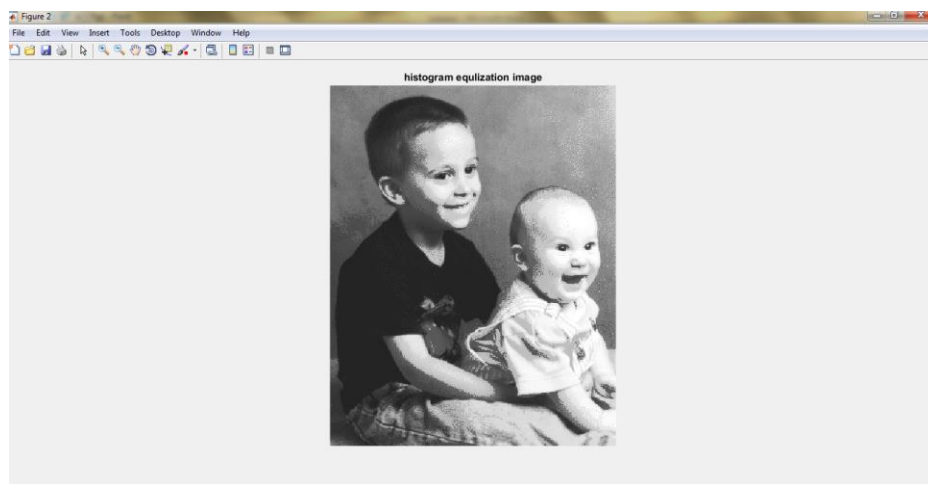 Figure 2
File Edit View Insert Tools Desktop Window Help
histogram equlization image